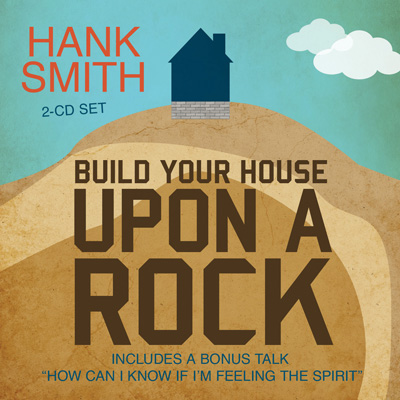 HANK
SMITH
2-CD SET
BUILD YOUR HOUSE
UPON A
ROCK
INCLUDES A BONUS TALK
“HOW CAN I KNOW IF I’M FEELING THE SPIRIT”